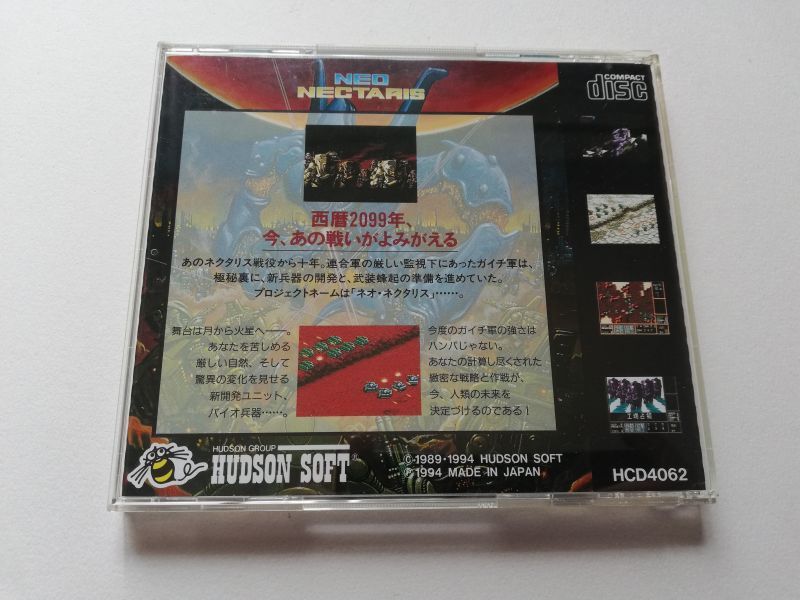 NEO
NECTARIS
COMPACT
disc
西暦2099年、
今、あの戦いがよみがえる
あのネクタリス戦役から十年。連合軍の厳しい監視下にあったガイチ軍は、
極秘裏に、新兵器の開発と、武装蜂起の準備を進めていた。
プロジェクトネームは「ネオ・ネクタリス」……。
舞台は月から火星へ――。
あなたを苦しめる
厳しい自然、そして
驚異の変化を見せる
新開発ユニット、
バイオ兵器……。
今度のガイチ軍の強さは
ハンパじゃない。
あなたの計算し尽くされた
緻密な戦略と作戦が、
今、人類の未来を
決定づけるのである!
工場占領
HUDSON GROUP
HUDSON SOFT®
©1989・1994 HUDSON SOFT
Ⓟ1994 MADE IN JAPAN
HCD4062